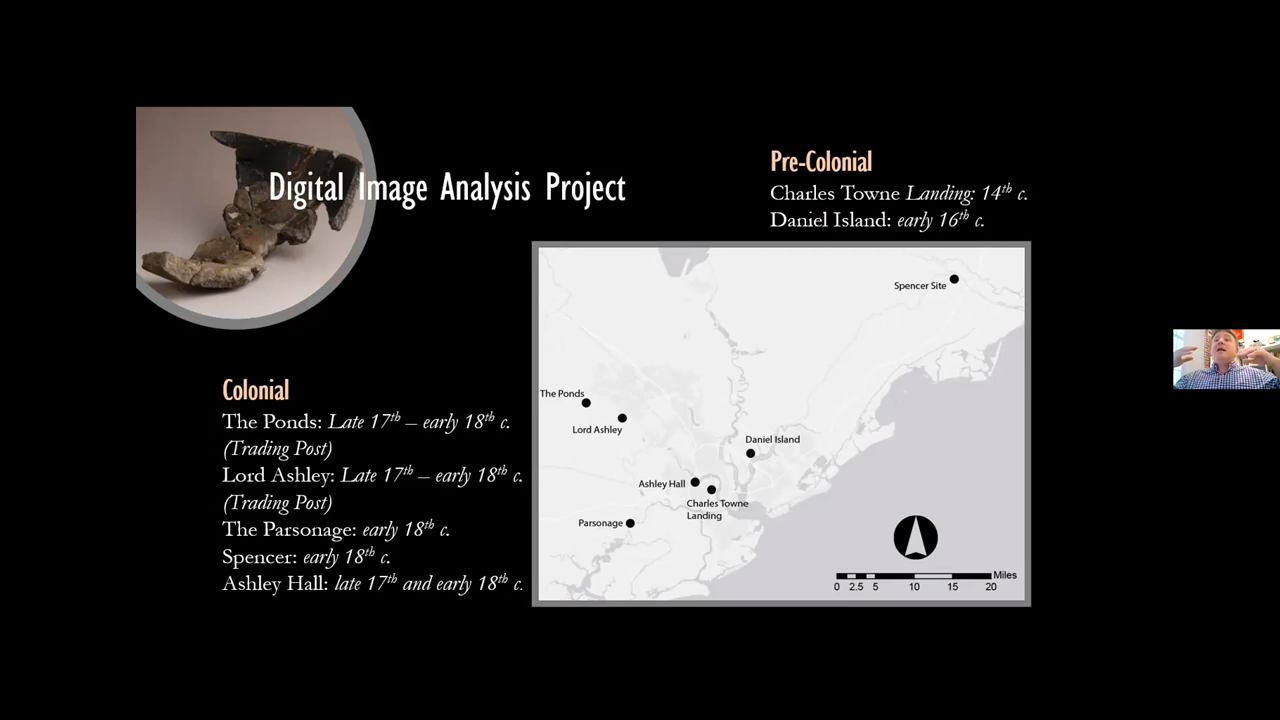 Digital Image Analysis Project
Pre-Colonial
Charles Towne Landing: 14th c.
Daniel Island: early 16th c.
Colonial
The Ponds: Late 17th – early 18th c.
(Trading Post)
Lord Ashley: Late 17th – early 18th c.
(Trading Post)
The Parsonage: early 18th c.
Spencer: early 18th c.
Ashley Hall: late 17th and early 18th c.
Spencer Site
The Ponds
Lord Ashley
Daniel Island
Ashley Hall
Charles Towne
Landing
Parsonage
Miles
0 2.5 5 10 15 20